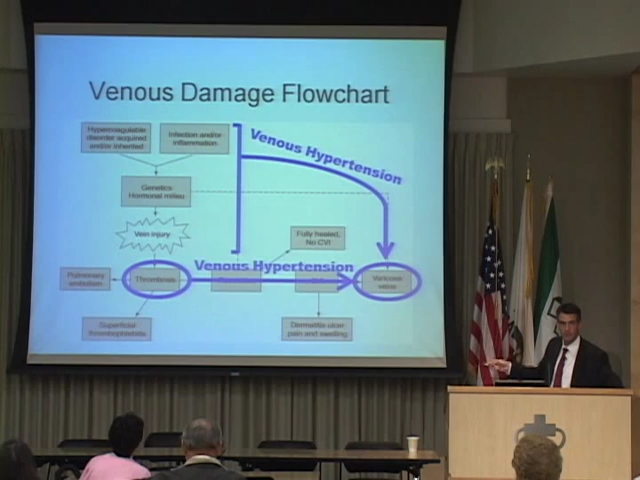 Venous Damage Flowchart
Hypercoagulable
disorder acquired
and/or inherited
Infection and/or
inflammation
Venous Hypertension
Genetics
Hormonal milieu
Vein injury
Fully healed,
No CVI
Venous Hypertension
Pulmonary
embolism
Thrombosis
Varicose
veins
Superficial
thrombophlebitis
Dermatitis ulcer
pain and swelling